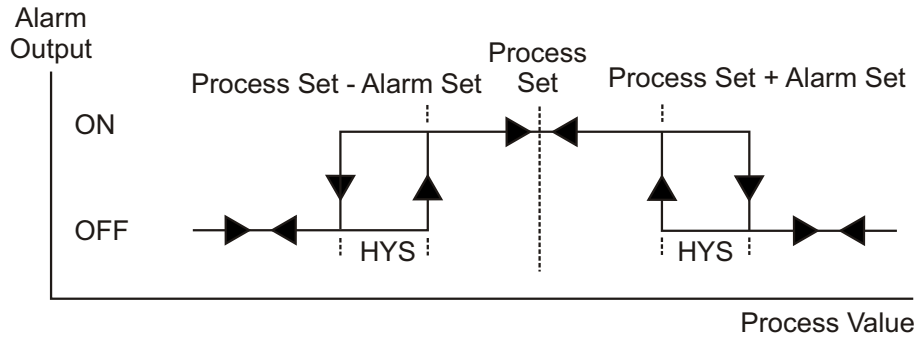 Alarm
Output
Process
Set
Process Set - Alarm Set
Process Set + Alarm Set
ON
OFF
HYS
HYS
Process Value